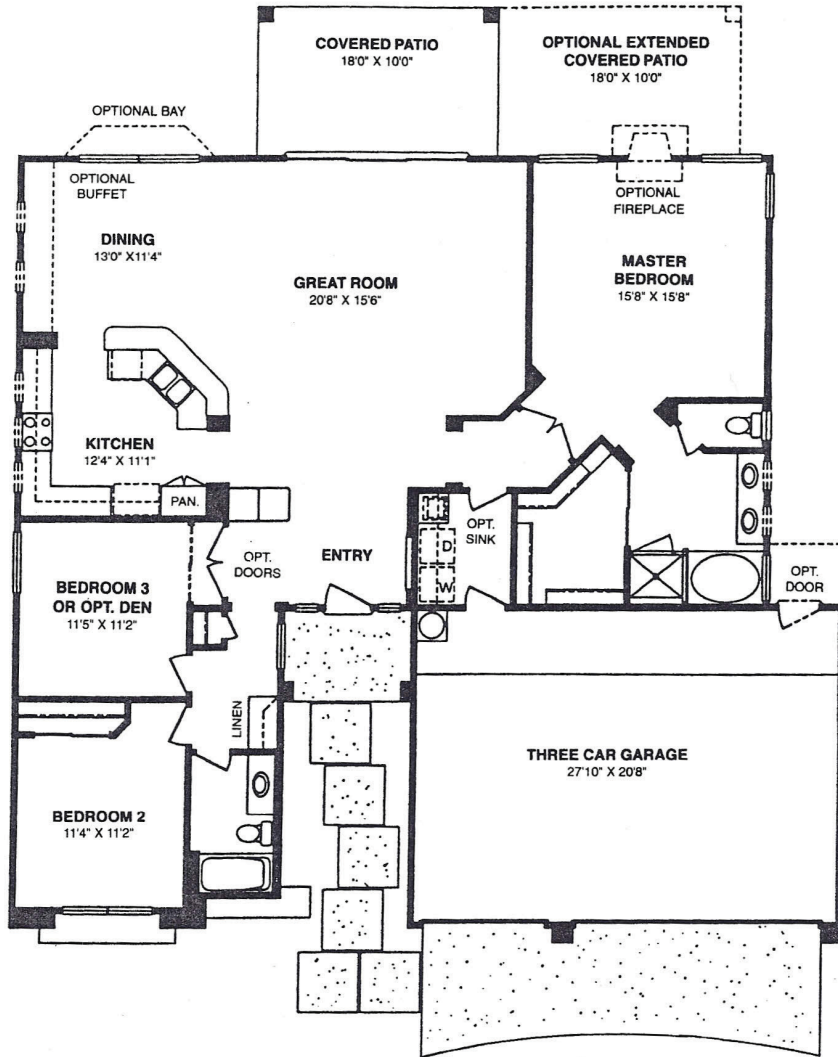 COVERED PATIO
18'0" X 10'0"
OPTIONAL EXTENDED
COVERED PATIO
18'0" X 10'0"
OPTIONAL BAY
OPTIONAL
BUFFET
OPTIONAL
FIREPLACE
DINING
13'0" X11'4"
GREAT ROOM
20'8" X 15'6"
MASTER
BEDROOM
15'8" X 15'8"
KITCHEN
12'4" X 11'1"
PAN.
OPT.
SINK
D
W
OPT.
DOORS
ENTRY
OPT.
DOOR
BEDROOM 3
OR OPT. DEN
11'5" X 11'2"
LINEN
THREE CAR GARAGE
27'10" X 20'8"
BEDROOM 2
11'4" X 11'2"